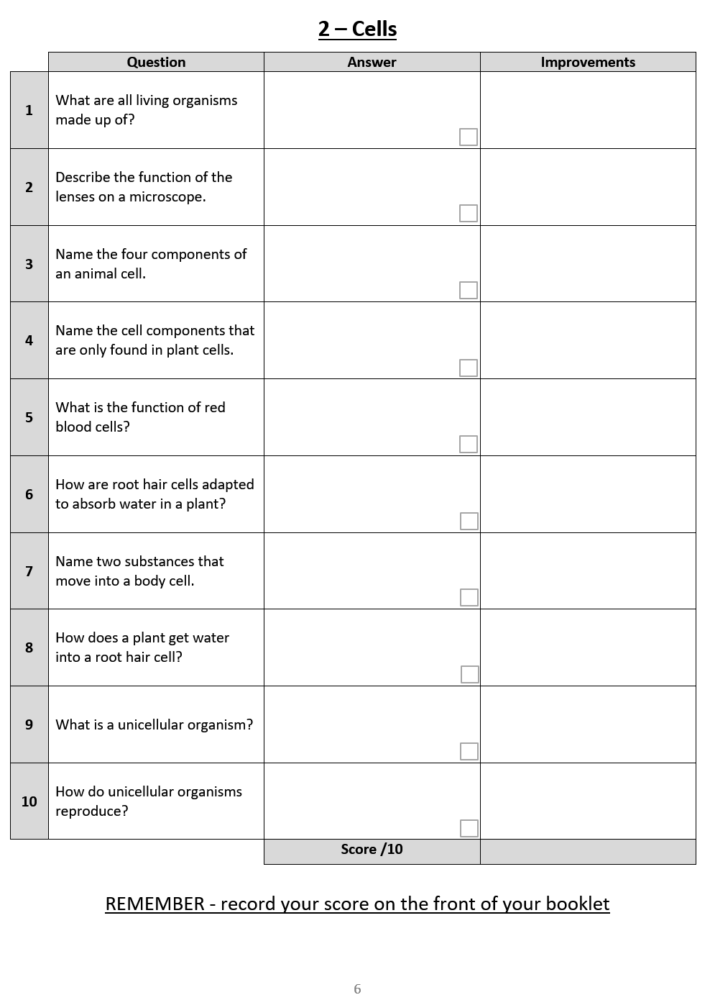 2 – Cells
Question Answer Improvements
1
What are all living organisms
made up of?
2
Describe the function of the
lenses on a microscope.
3
Name the four components of
an animal cell.
4
Name the cell components that
are only found in plant cells.
5
What is the function of red
blood cells?
6
How are root hair cells adapted
to absorb water in a plant?
7
Name two substances that
move into a body cell.
8
How does a plant get water
into a root hair cell?
9
What is a unicellular organism?
10
How do unicellular organisms
reproduce?
Score /10
REMEMBER - record your score on the front of your booklet
6